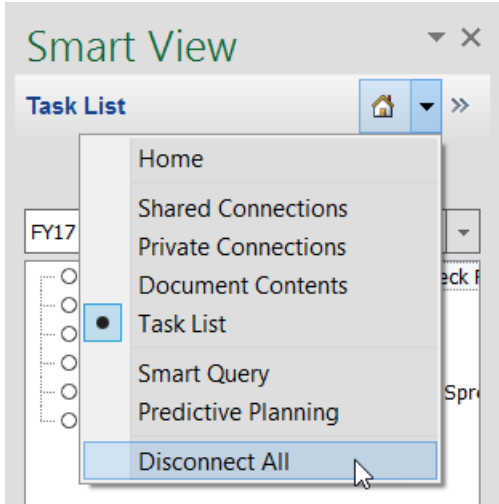 Smart View
Task List
Home
Shared Connections
FY17
Private Connections
Document Contents
Task List
Smart Query
Predictive Planning
Disconnect All